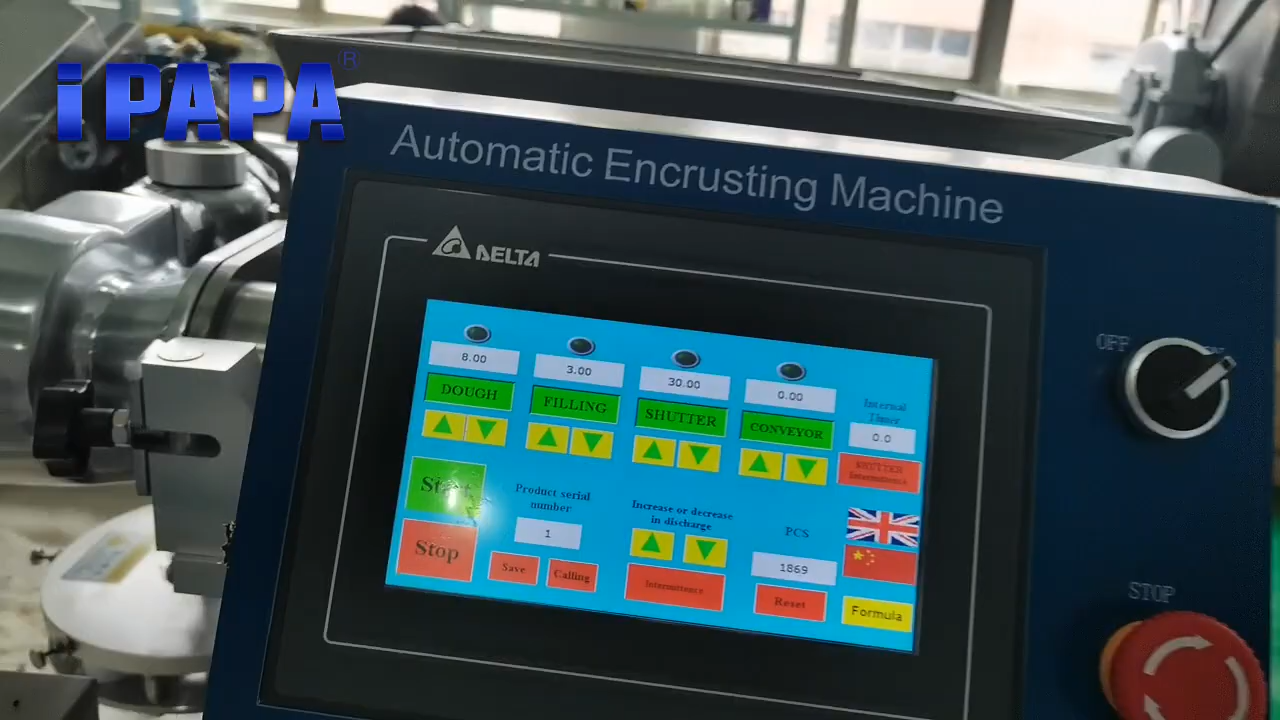 iPAPA®
Automatic Encrusting Machine
DELTA
8.00
3.00
30.00
0.00
DOUGH
FILLING
SHUTTER
CONVEYOR
Internal
Timer
0.0
SHUTTER
Intermittence
Start
Stop
Product serial
number
1
Save
Calling
Increase or decrease
in discharge
Intermittence
PCS
1869
Reset
Formula
OFF
STOP